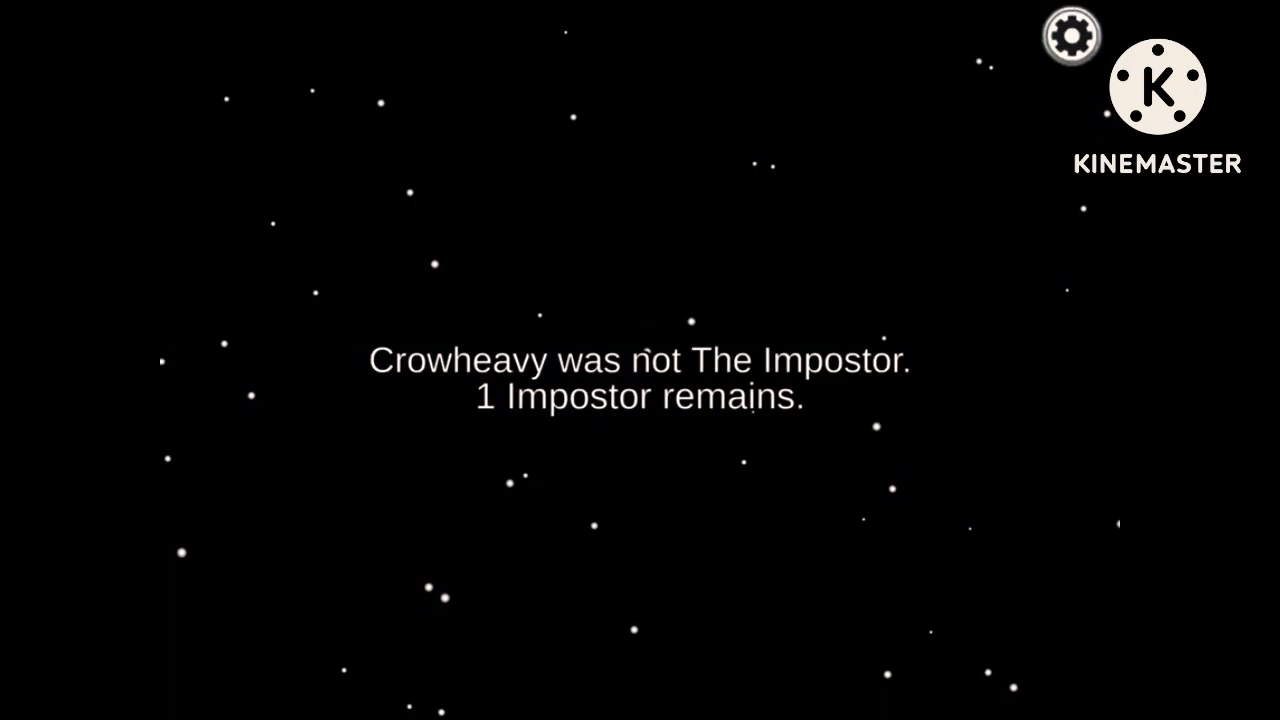 K
KINEMASTER
Crowheavy was not The Impostor.
1 Impostor remains.